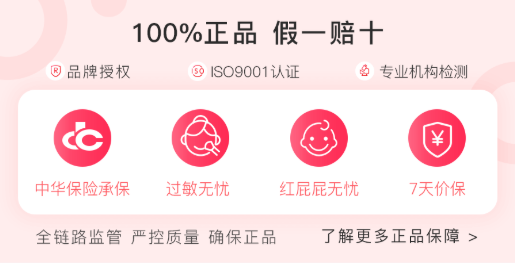 100%正品 假一赔十
品牌授权 ISO9001认证 专业机构检测
中华保险承保 过敏无忧 红屁屁无忧 7天价保
全链路监管 严控质量 确保正品 了解更多正品保障 >